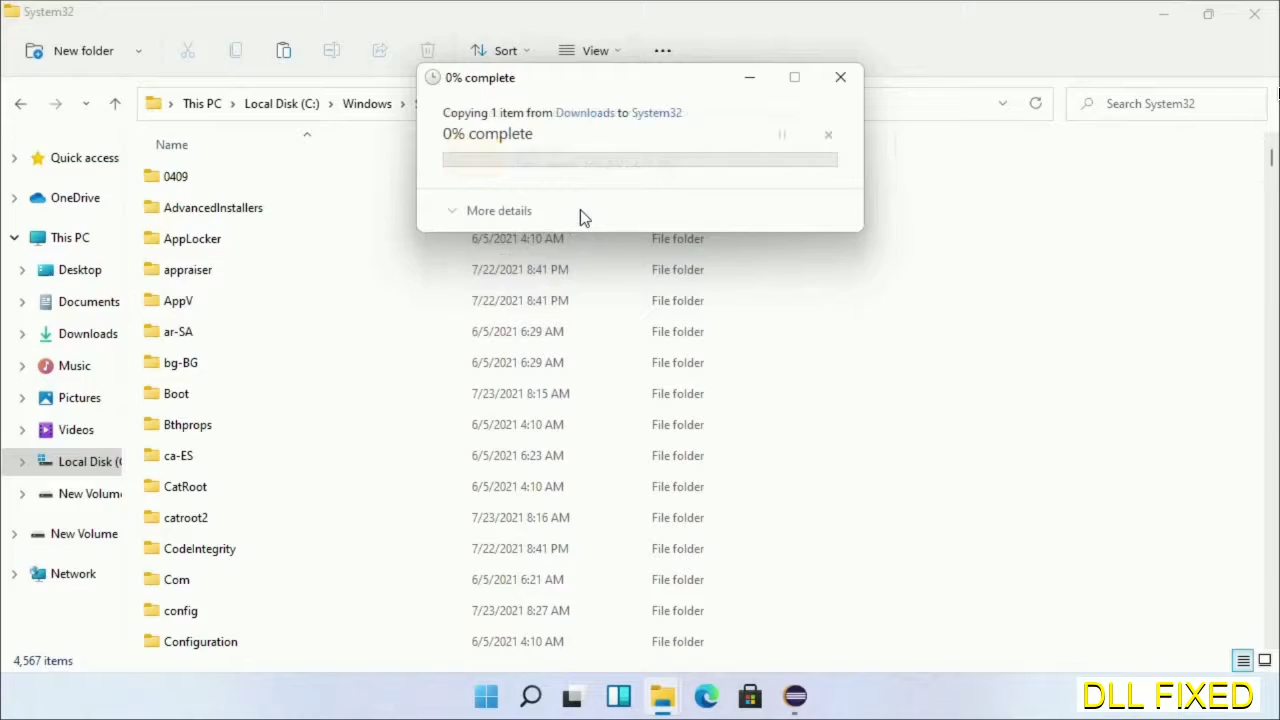 System32
New folder
Sort
View
0% complete
Copying 1 item from Downloads to System32
0% complete
More details
This PC
Local Disk (C:)
Windows
Search System32
Name
Quick access
OneDrive
This PC
Desktop
Documents
Downloads
Music
Pictures
Videos
Local Disk (
New Volum
New Volume
Network
0409
AdvancedInstallers
AppLocker 6/5/2021 4:10 AM File folder
appraiser 7/22/2021 8:41 PM File folder
AppV 7/22/2021 8:41 PM File folder
ar-SA 6/5/2021 6:29 AM File folder
bg-BG 6/5/2021 6:29 AM File folder
Boot 7/23/2021 8:15 AM File folder
Bthprops 6/5/2021 4:10 AM File folder
ca-ES 6/5/2021 6:23 AM File folder
CatRoot 6/5/2021 4:10 AM File folder
catroot2 7/23/2021 8:16 AM File folder
CodeIntegrity 7/22/2021 8:41 PM File folder
Com 6/5/2021 6:21 AM File folder
config 7/23/2021 8:27 AM File folder
Configuration 6/5/2021 4:10 AM File folder
4,567 items
DLL FIXED